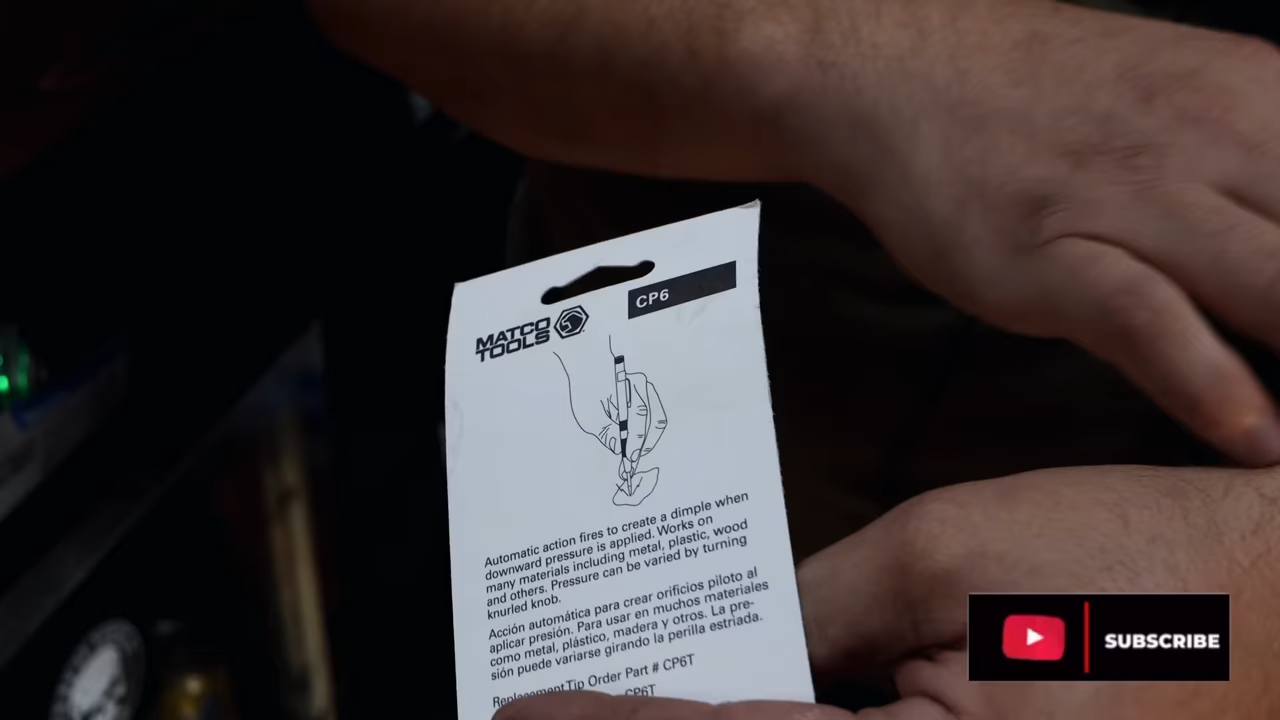 CP6
MATCO
TOOLS
Automatic action fires to create a dimple when
downward pressure is applied. Works on
many materials including metal, plastic, wood
and others. Pressure can be varied by turning
knurled knob.
Acción automática para crear orificios piloto al
aplicar presión. Para usar en muchos materiales
como metal, plástico, madera y otros. La pre-
sión puede variarse girando la perilla estriada.
Replacement Tip Order Part # CP6T
CP6T
SUBSCRIBE